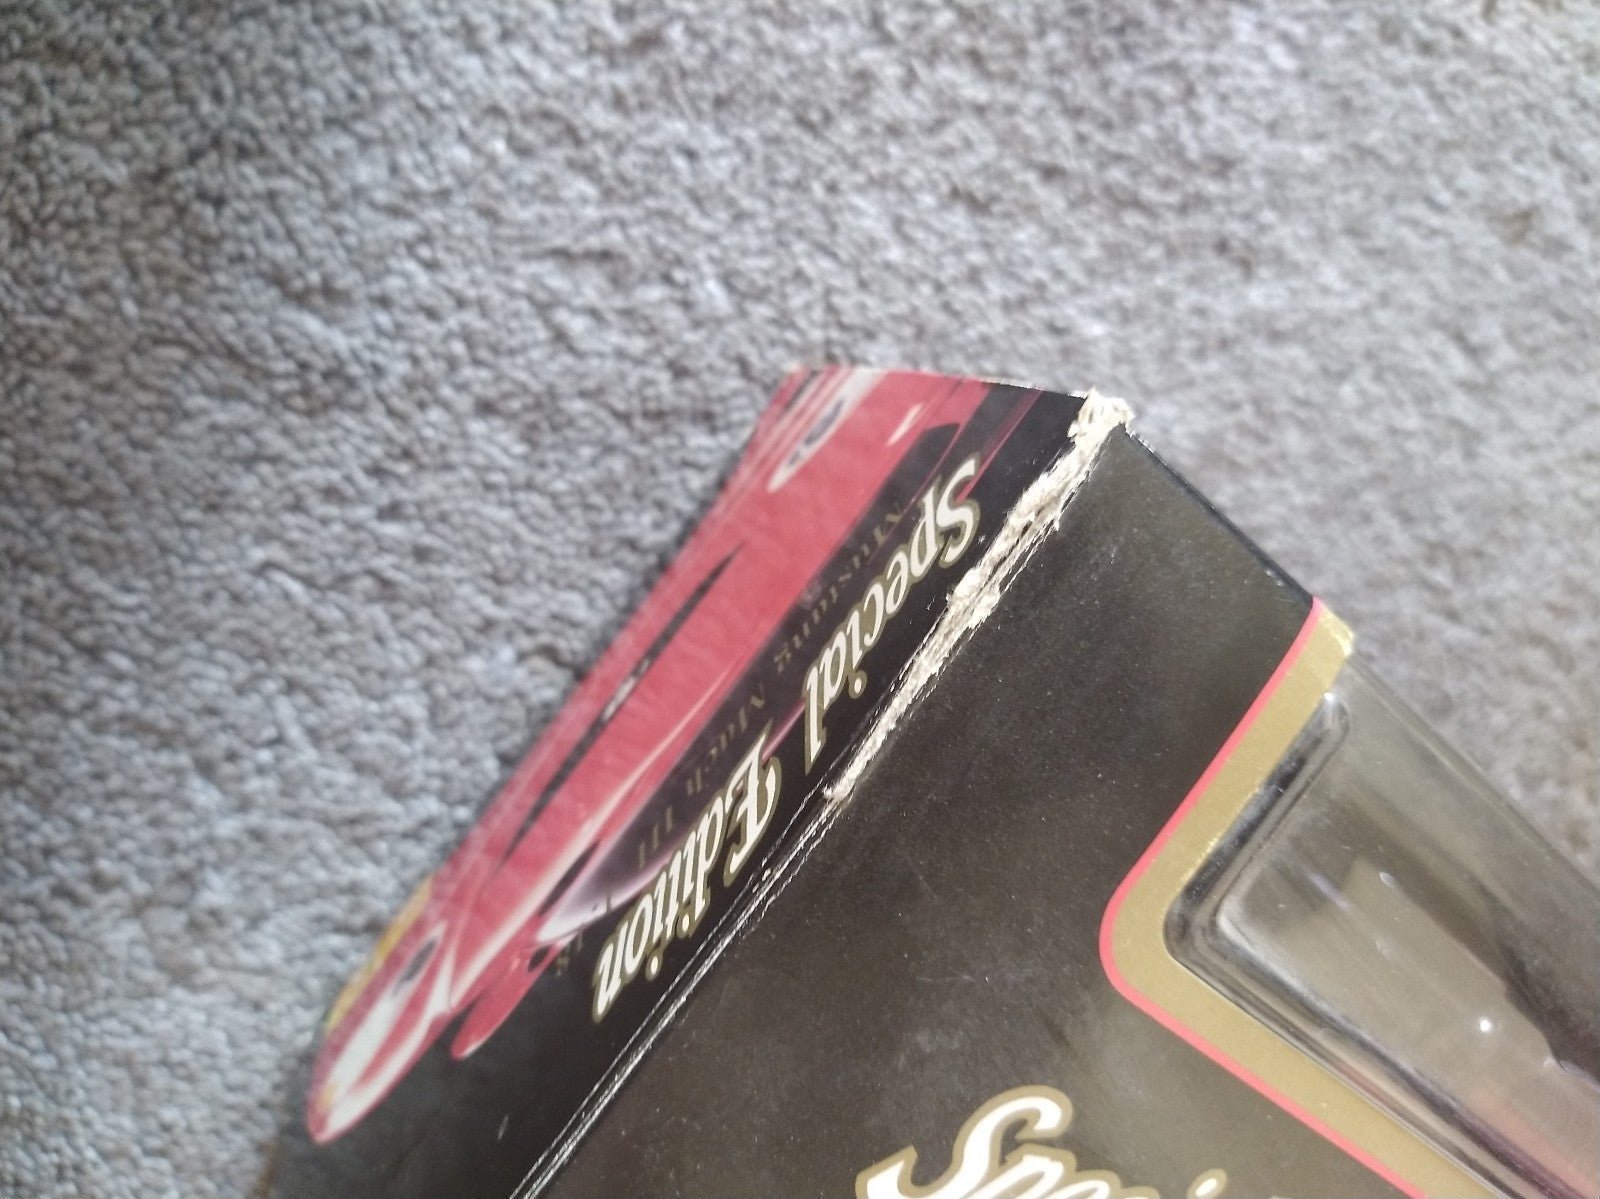 Special Edition
Mustang Mach III